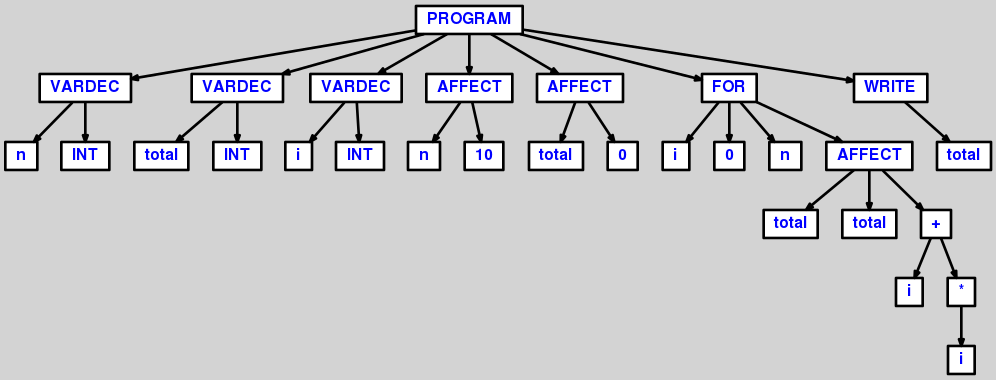 PROGRAM
VARDEC VARDEC VARDEC AFFECT AFFECT FOR WRITE
n INT total INT i INT n 10 total 0 i 0 n AFFECT total
total total +
i *
i